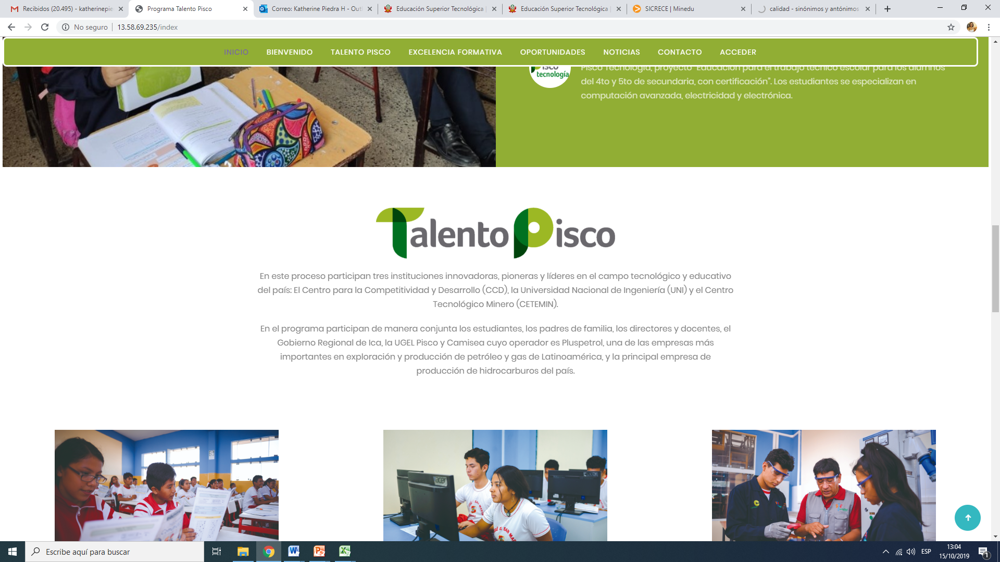 Recibidos (20.495) - katherinepie
Programa Talento Pisco
Correo: Katherine Piedra H - Outl
Educación Superior Tecnológica |
Educación Superior Tecnológica |
SICRECE | Minedu
calidad - sinónimos y antónimos
No seguro
13.58.69.235/index
INICIO
BIENVENIDO
TALENTO PISCO
EXCELENCIA FORMATIVA
OPORTUNIDADES
NOTICIAS
CONTACTO
ACCEDER
Pisco
tecnología
Pisco Tecnología, proyecto "Educación para el trabajo técnico escolar para los alumnos
del 4to y 5to de secundaria, con certificación". Los estudiantes se especializan en
computación avanzada, electricidad y electrónica.
Talento Pisco
En este proceso participan tres instituciones innovadoras, pioneras y líderes en el campo tecnológico y educativo
del país: El Centro para la Competitividad y Desarrollo (CCD), la Universidad Nacional de Ingeniería (UNI) y el Centro
Tecnológico Minero (CETEMIN).
En el programa participan de manera conjunta los estudiantes, los padres de familia, los directores y docentes, el
Gobierno Regional de Ica, la UGEL Pisco y Camisea cuyo operador es Pluspetrol, una de las empresas más
importantes en exploración y producción de petróleo y gas de Latinoamérica, y la principal empresa de
producción de hidrocarburos del país.
acer
Escribe aquí para buscar
ESP
13:04
15/10/2019
1